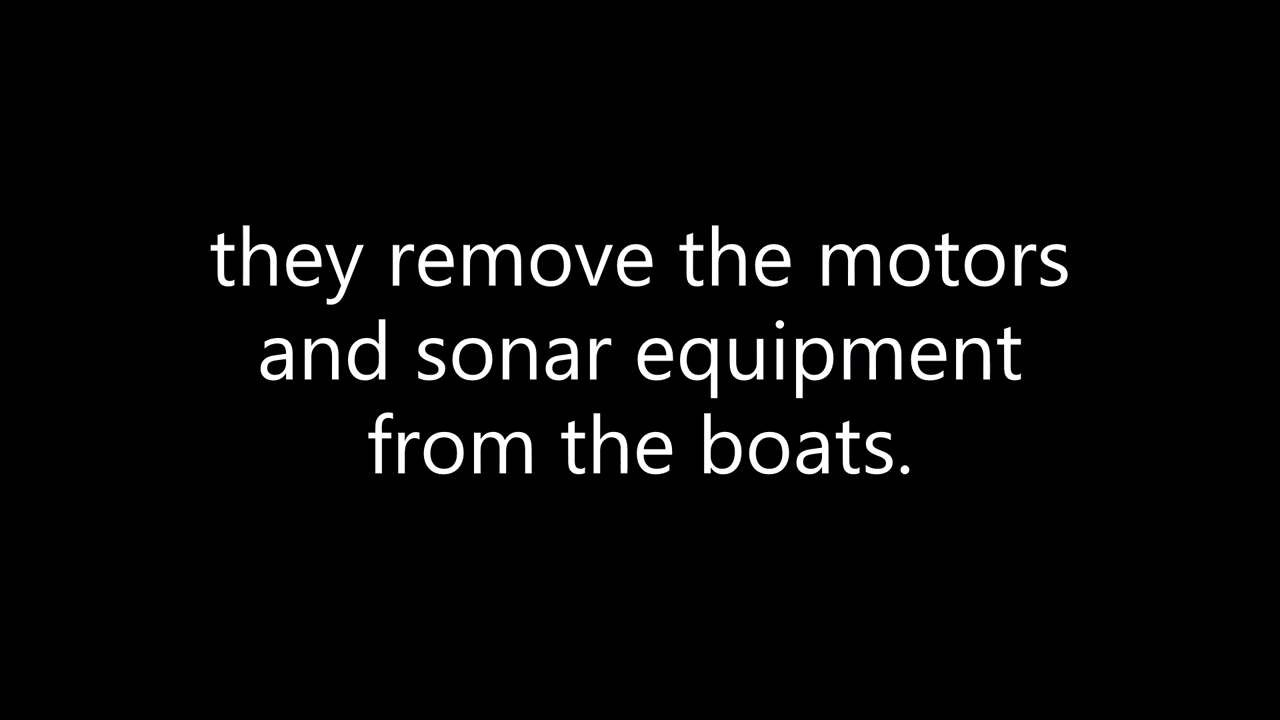 they remove the motors
and sonar equipment
from the boats.